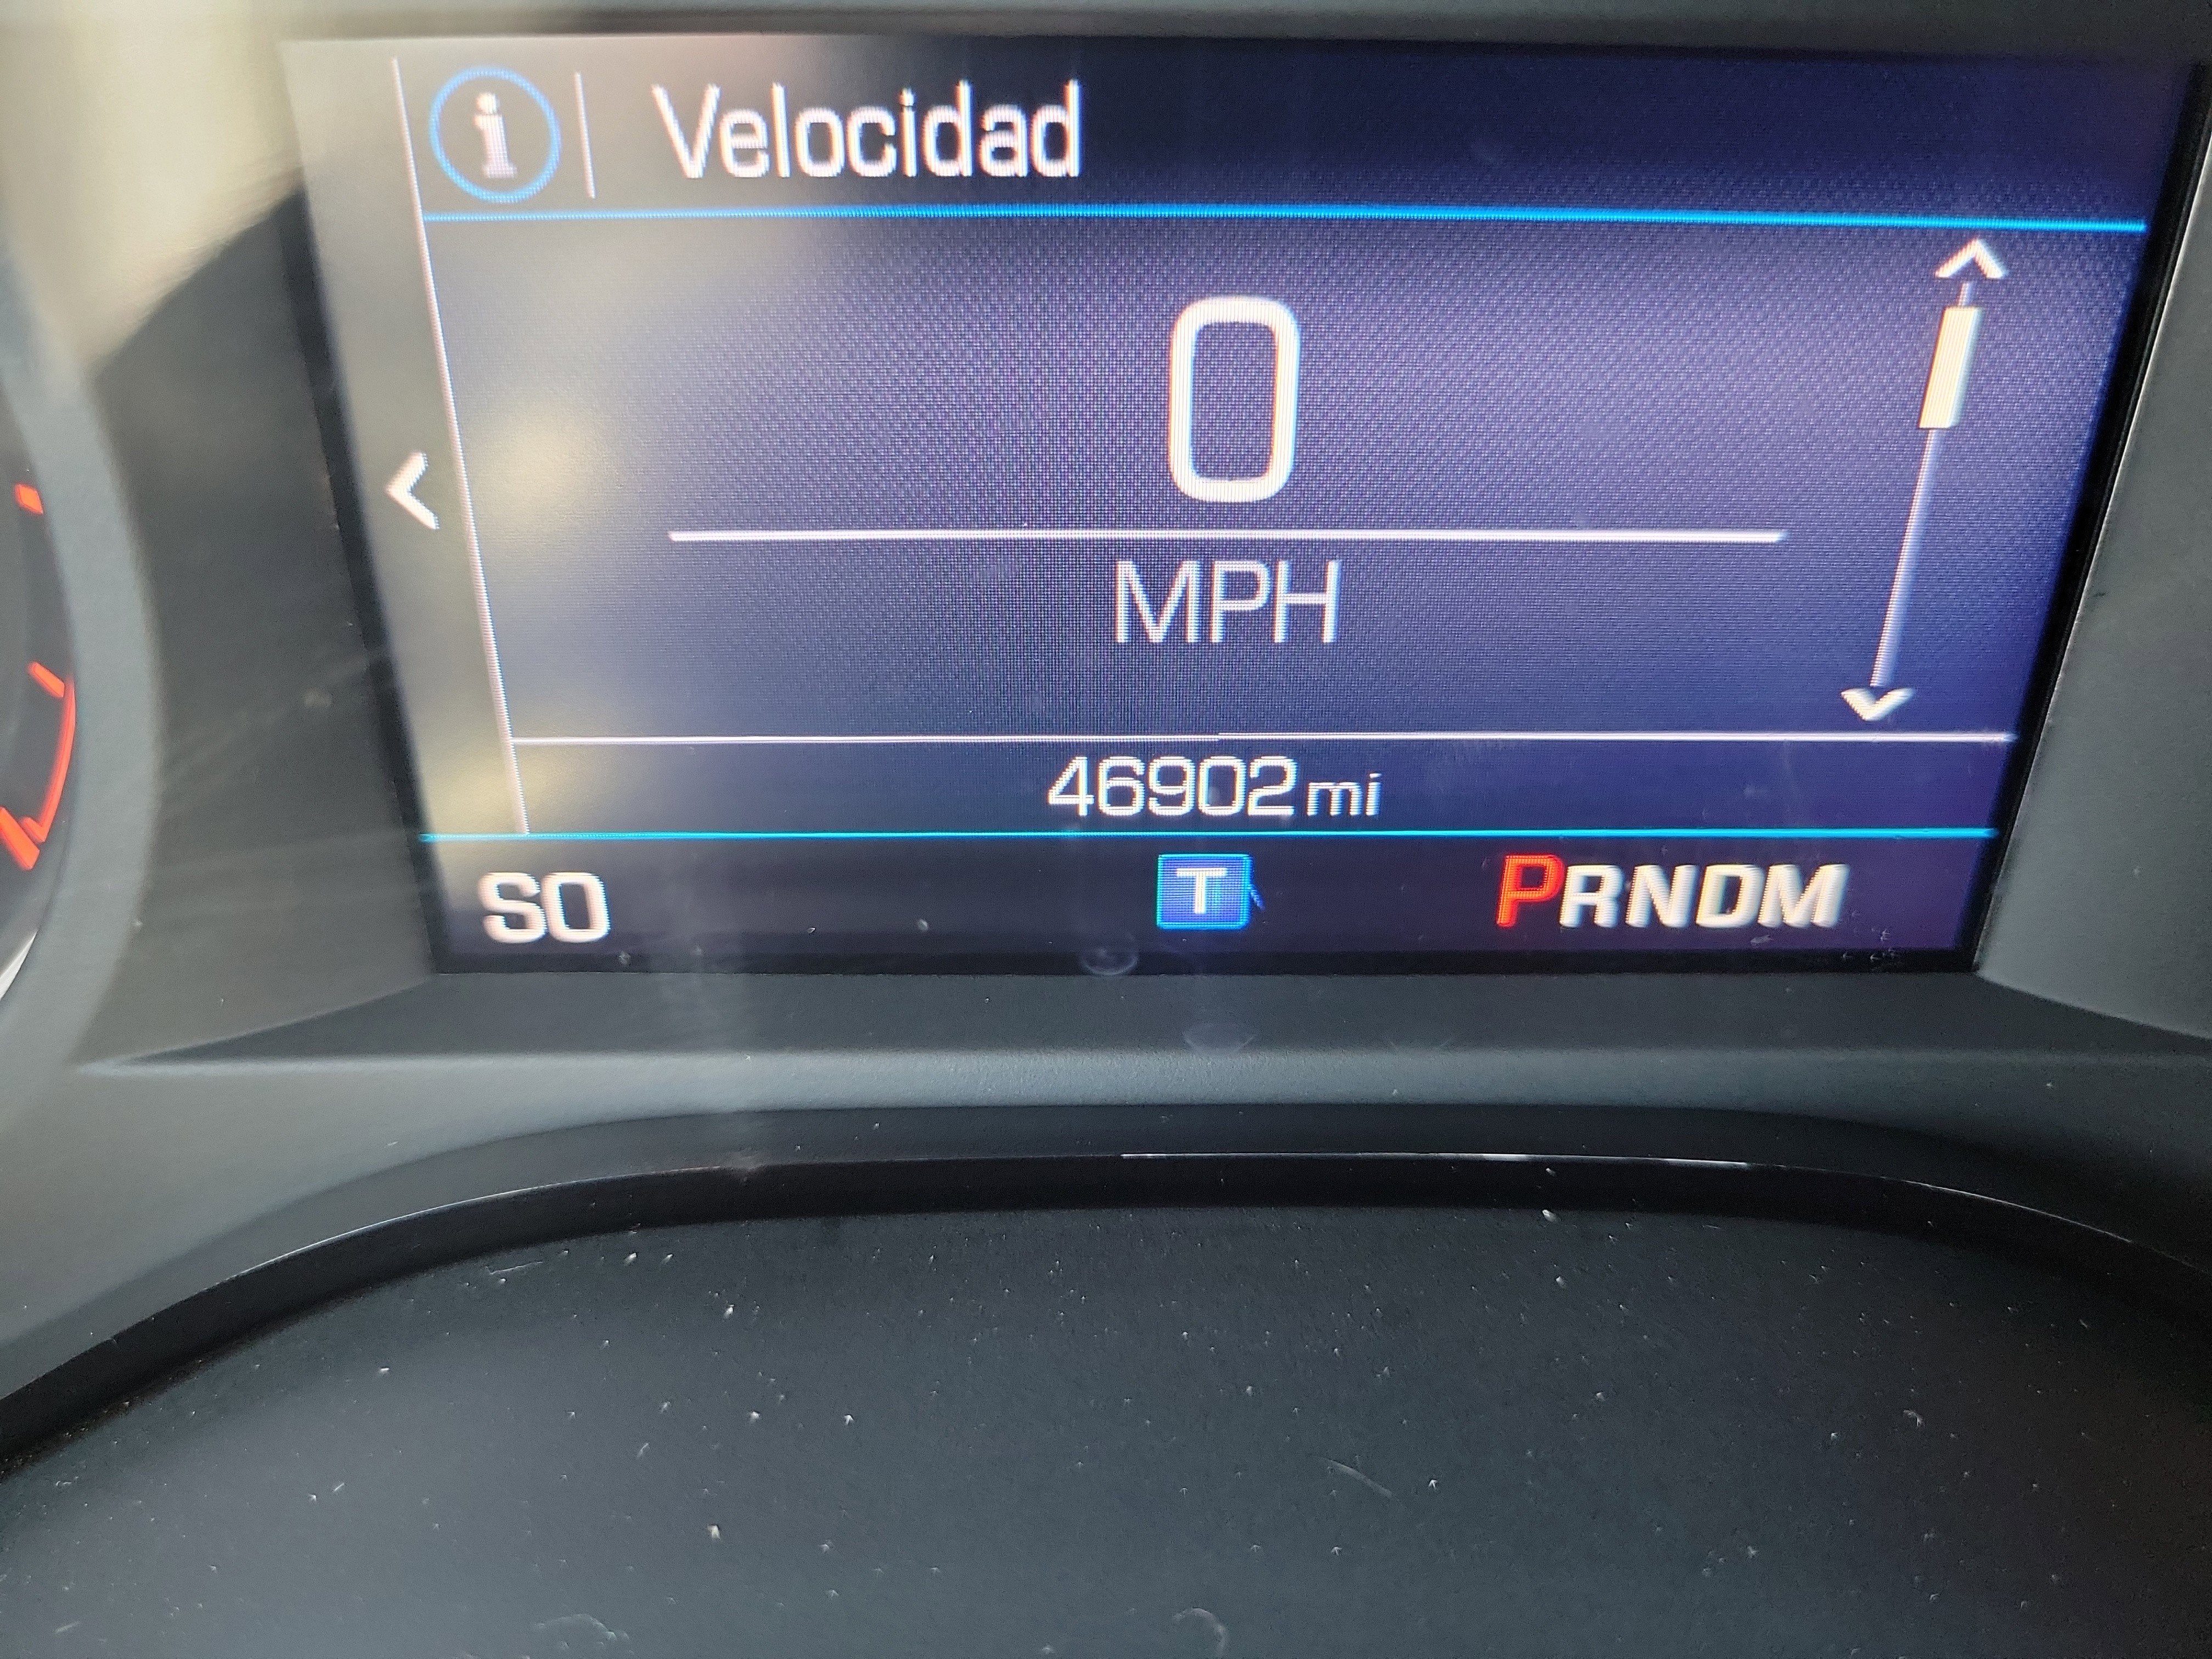 i Velocidad
0
MPH
46902 mi
SO T PRNDM